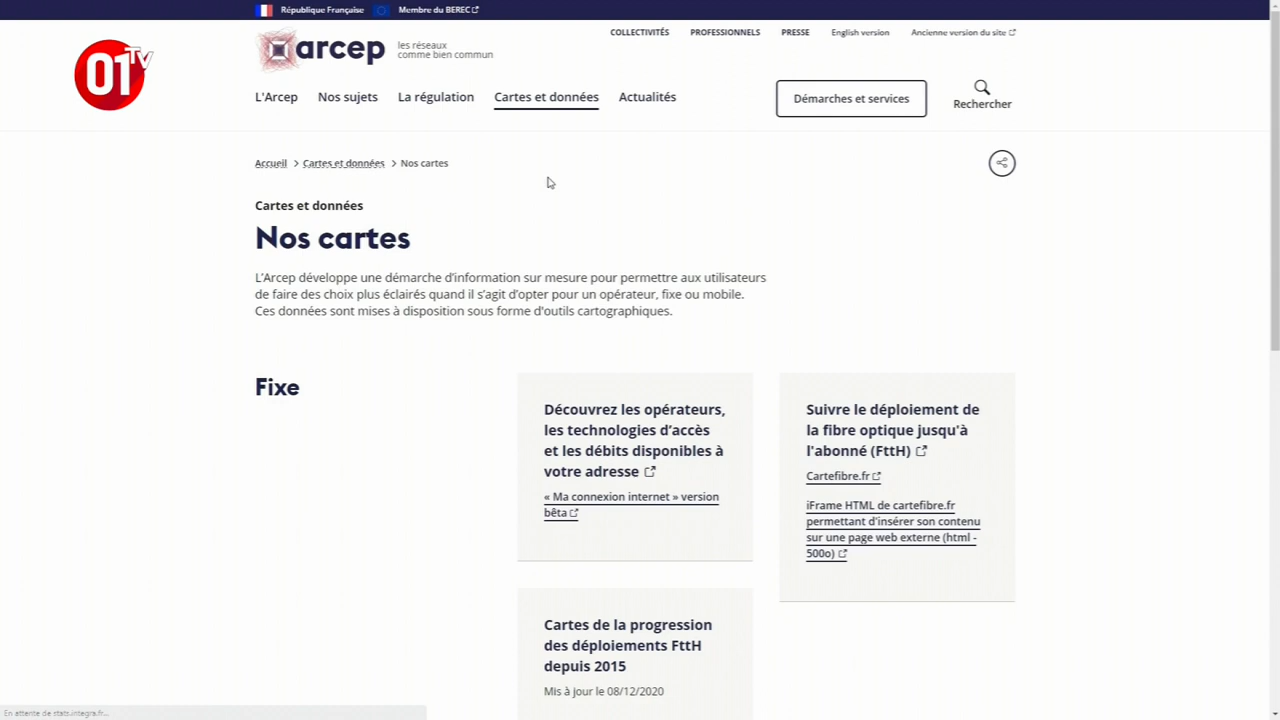 République Française
Membre du BEREC
01
TV
arcep
les réseaux
comme bien commun
COLLECTIVITÉS
PROFESSIONNELS
PRESSE
English version
Ancienne version du site
L'Arcep
Nos sujets
La régulation
Cartes et données
Actualités
Démarches et services
Rechercher
Accueil
Cartes et données
Nos cartes
Cartes et données
Nos cartes
L'Arcep développe une démarche d'information sur mesure pour permettre aux utilisateurs
de faire des choix plus éclairés quand il s'agit d'opter pour un opérateur, fixe ou mobile.
Ces données sont mises à disposition sous forme d'outils cartographiques.
Fixe
Découvrez les opérateurs,
les technologies d'accès
et les débits disponibles à
votre adresse
« Ma connexion internet » version
bêta
Suivre le déploiement de
la fibre optique jusqu'à
l'abonné (FttH)
Cartefibre.fr
iFrame HTML de cartefibre.fr
permettant d'insérer son contenu
sur une page web externe (html -
500o)
Cartes de la progression
des déploiements FttH
depuis 2015
Mis à jour le 08/12/2020
En attente de stats.integra.fr...